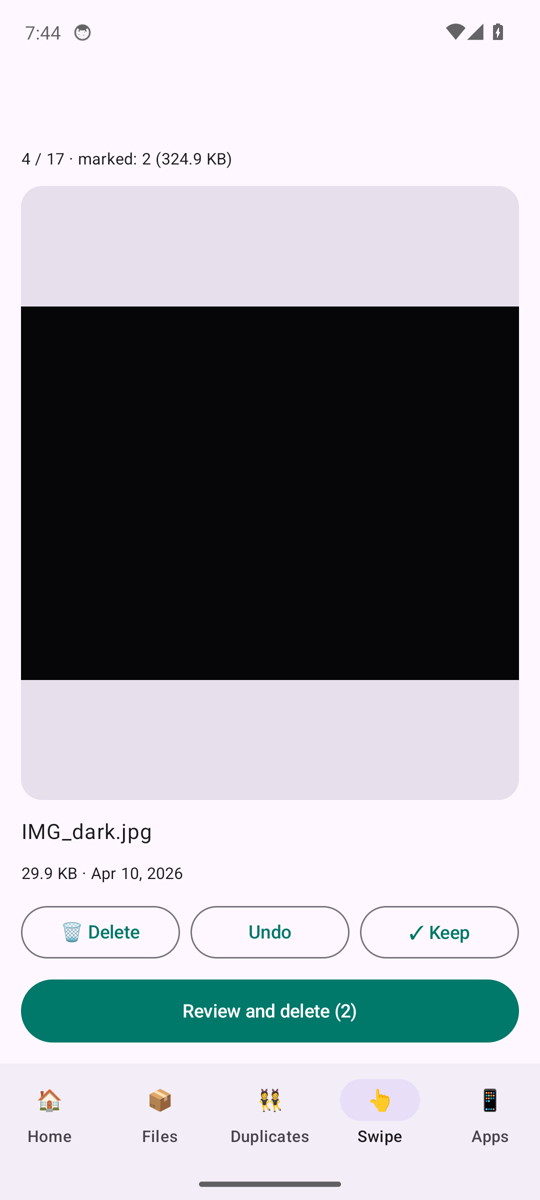 7:44
4 / 17 · marked: 2 (324.9 KB)
IMG_dark.jpg
29.9 KB · Apr 10, 2026
🗑️ Delete
Undo
✓ Keep
Review and delete (2)
Home
Files
Duplicates
Swipe
Apps